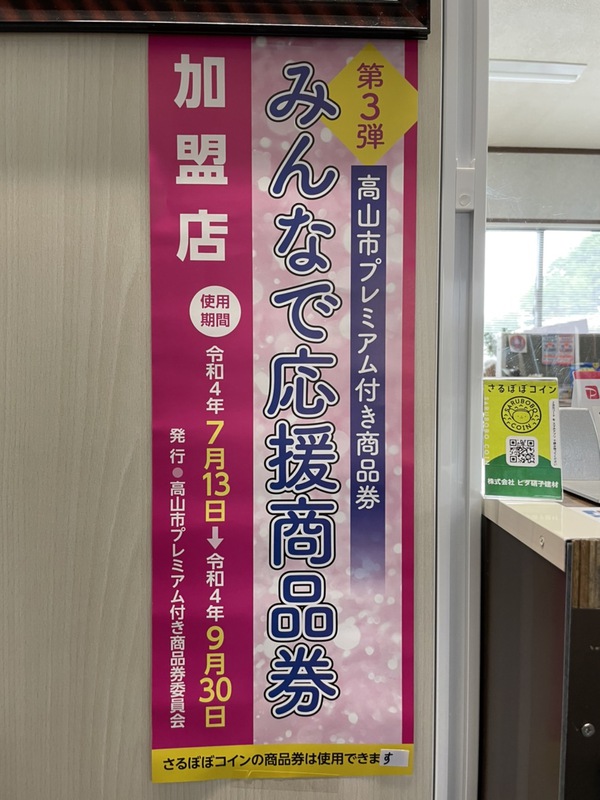 第3弾
高山市プレミアム付き商品券
みんなで応援商品券
加盟店
使用
期間
令和4年7月13日➡令和4年9月30日
発行●高山市プレミアム付き商品券委員会
さるぼぼコインの商品券は使用できます
さるぼぼコイン
SARUBOBO
COIN
株式会社 ヒダ硝子建材